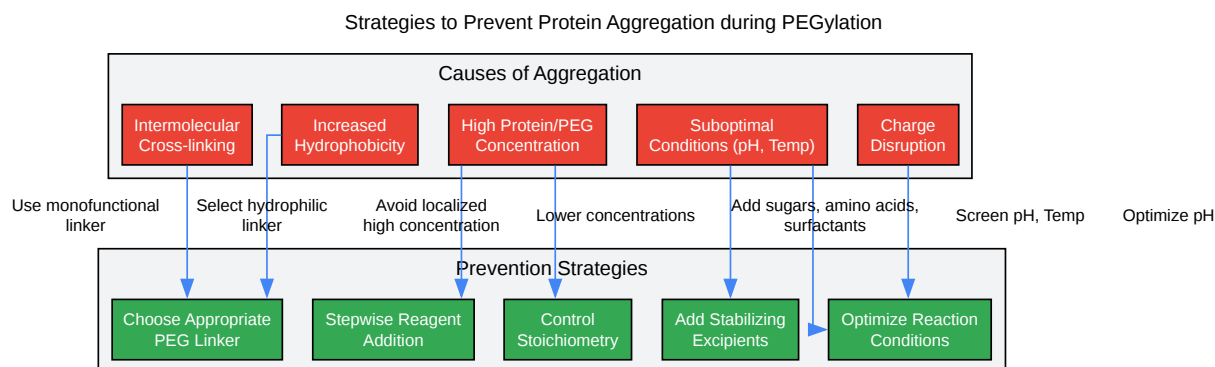 Strategies to Prevent Protein Aggregation during PEGylation
Causes of Aggregation
Intermolecular
Cross-linking
Increased
Hydrophobicity
High Protein/PEG
Concentration
Suboptimal
Conditions (pH, Temp)
Charge
Disruption
Use monofunctional
linker
Select hydrophilic
linker
Avoid localized
high concentration
Lower concentrations
Add sugars, amino acids,
surfactants
Screen pH, Temp
Optimize pH
Prevention Strategies
Choose Appropriate
PEG Linker
Stepwise Reagent
Addition
Control
Stoichiometry
Add Stabilizing
Excipients
Optimize Reaction
Conditions